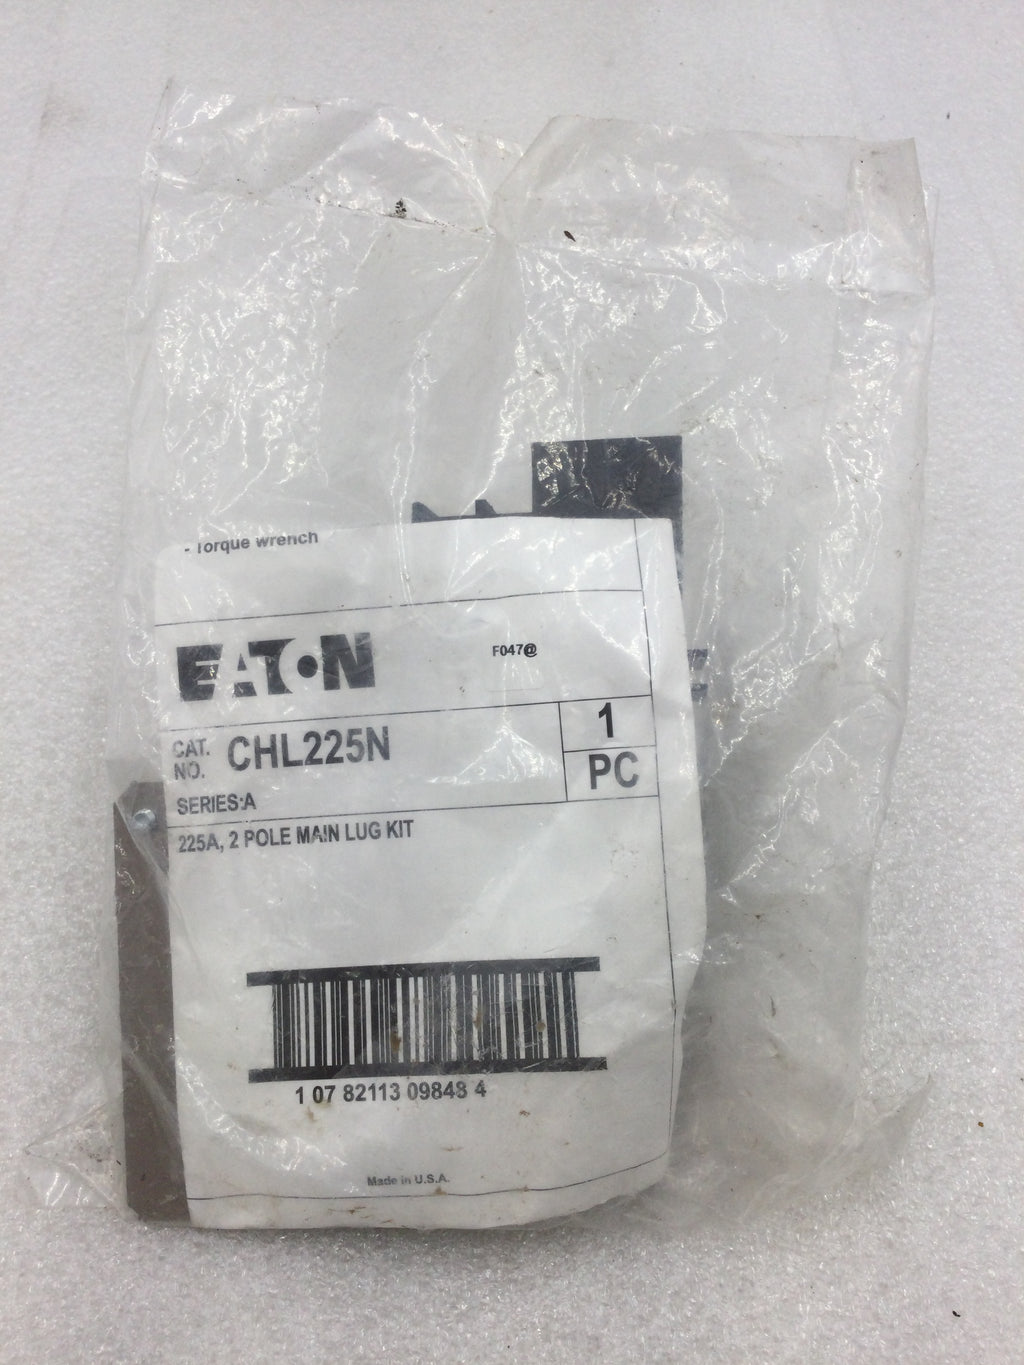 - Torque wrench
EATON
F047@
CAT. NO. CHL225N
1
PC
SERIES:A
225A, 2 POLE MAIN LUG KIT
1 07 82113 09848 4
Made in U.S.A.